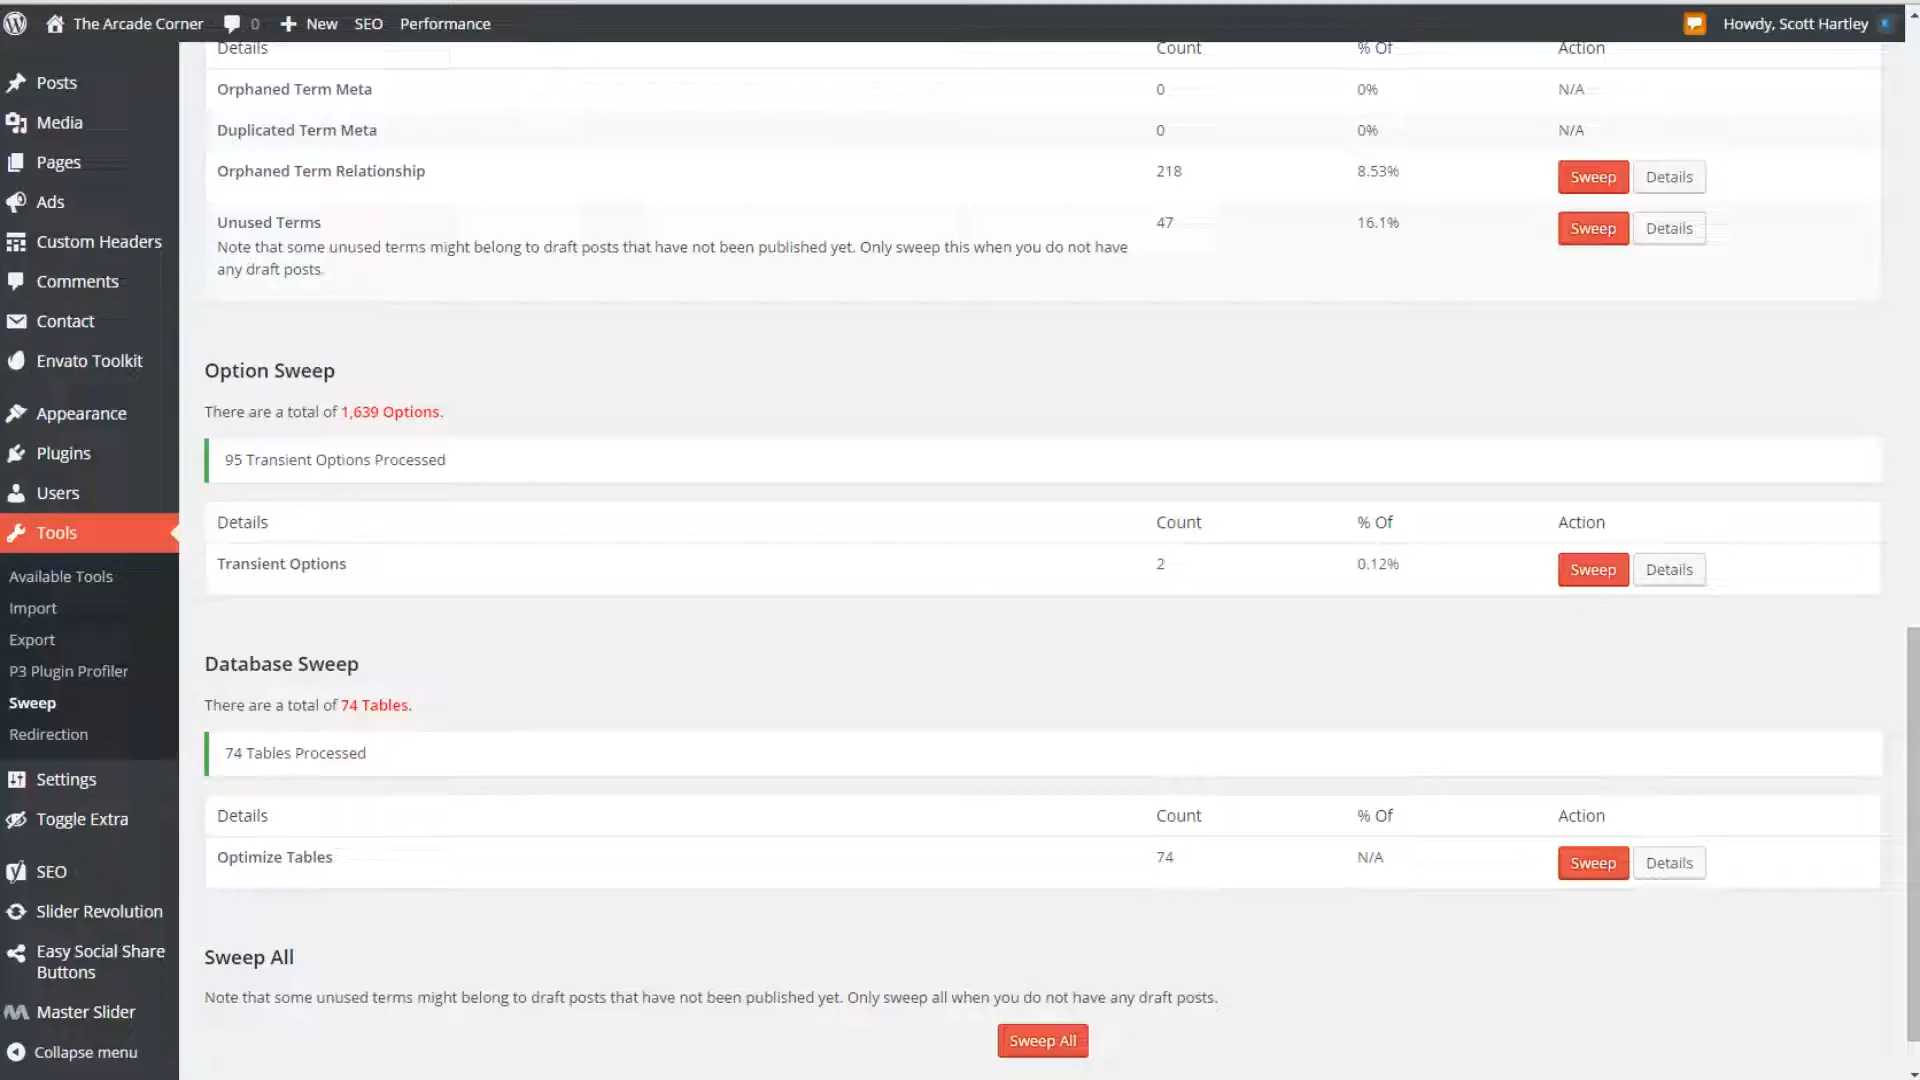 The Arcade Corner 0 New SEO Performance Howdy, Scott Hartley
Posts
Media
Pages
Ads
Custom Headers
Comments
Contact
Envato Toolkit
Appearance
Plugins
Users
Tools
Available Tools
Import
Export
P3 Plugin Profiler
Sweep
Redirection
Settings
Toggle Extra
SEO
Slider Revolution
Easy Social Share
Buttons
Master Slider
Collapse menu
Details Count % Of Action
Orphaned Term Meta 0 0% N/A
Duplicated Term Meta 0 0% N/A
Orphaned Term Relationship 218 8.53% Sweep Details
Unused Terms 47 16.1% Sweep Details
Note that some unused terms might belong to draft posts that have not been published yet. Only sweep this when you do not have
any draft posts.
Option Sweep
There are a total of 1,639 Options.
95 Transient Options Processed
Details Count % Of Action
Transient Options 2 0.12% Sweep Details
Database Sweep
There are a total of 74 Tables.
74 Tables Processed
Details Count % Of Action
Optimize Tables 74 N/A Sweep Details
Sweep All
Note that some unused terms might belong to draft posts that have not been published yet. Only sweep all when you do not have any draft posts.
Sweep All